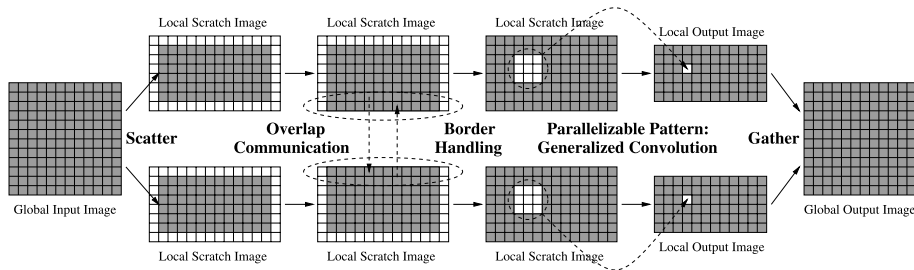 Local Scratch Image
Local Scratch Image
Local Scratch Image
Local Output Image
Scatter
Overlap
Communication
Border
Handling
Parallelizable Pattern:
Generalized Convolution
Gather
Global Input Image
Global Output Image
Local Scratch Image
Local Scratch Image
Local Scratch Image
Local Output Image